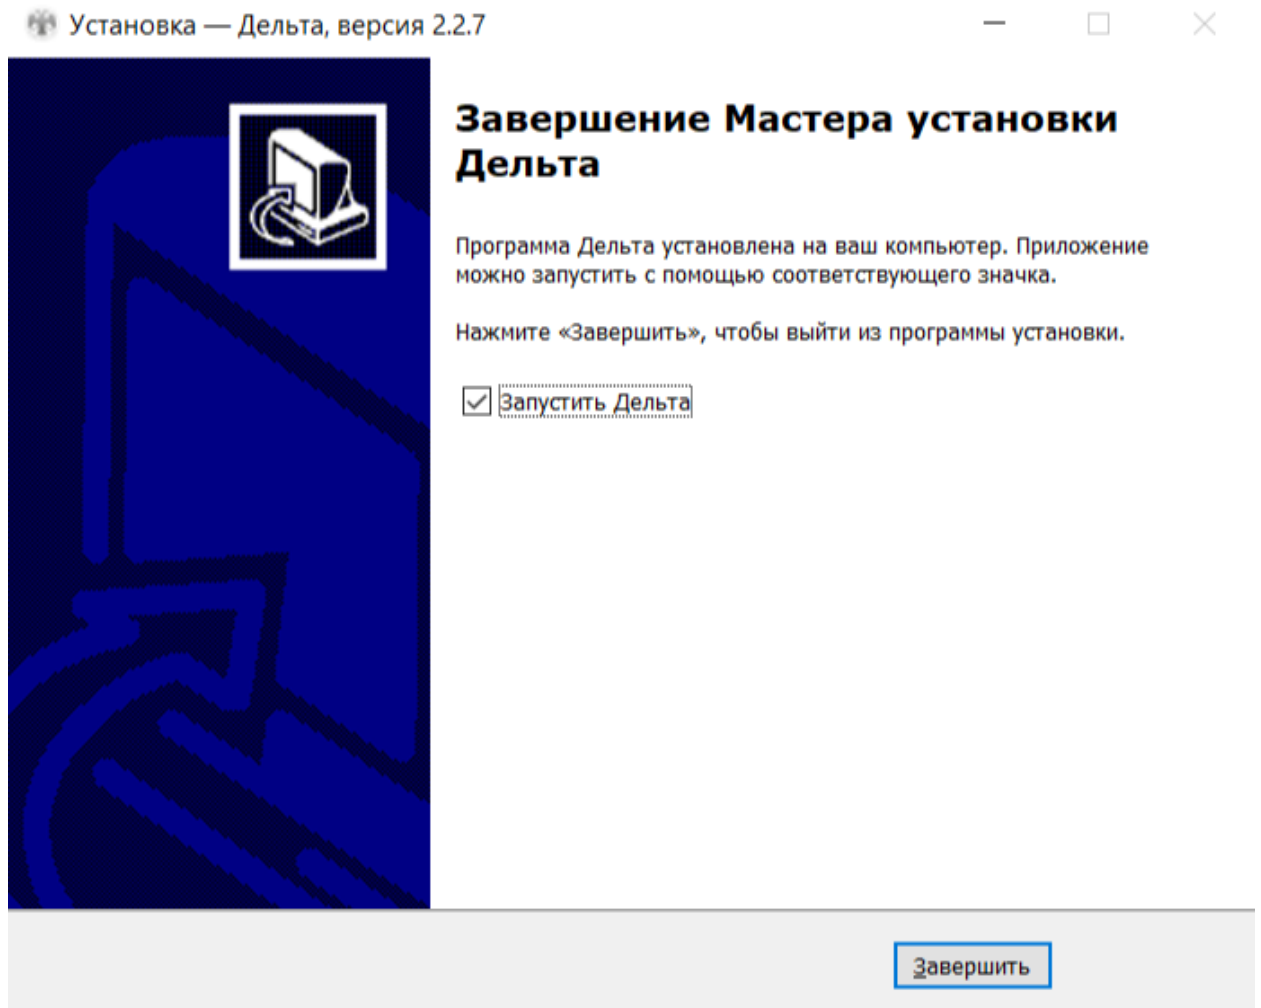 Установка — Дельта, версия 2.2.7
Завершение Мастера установки
Дельта
Программа Дельта установлена на ваш компьютер. Приложение
можно запустить с помощью соответствующего значка.
Нажмите «Завершить», чтобы выйти из программы установки.
Запустить Дельта
Завершить